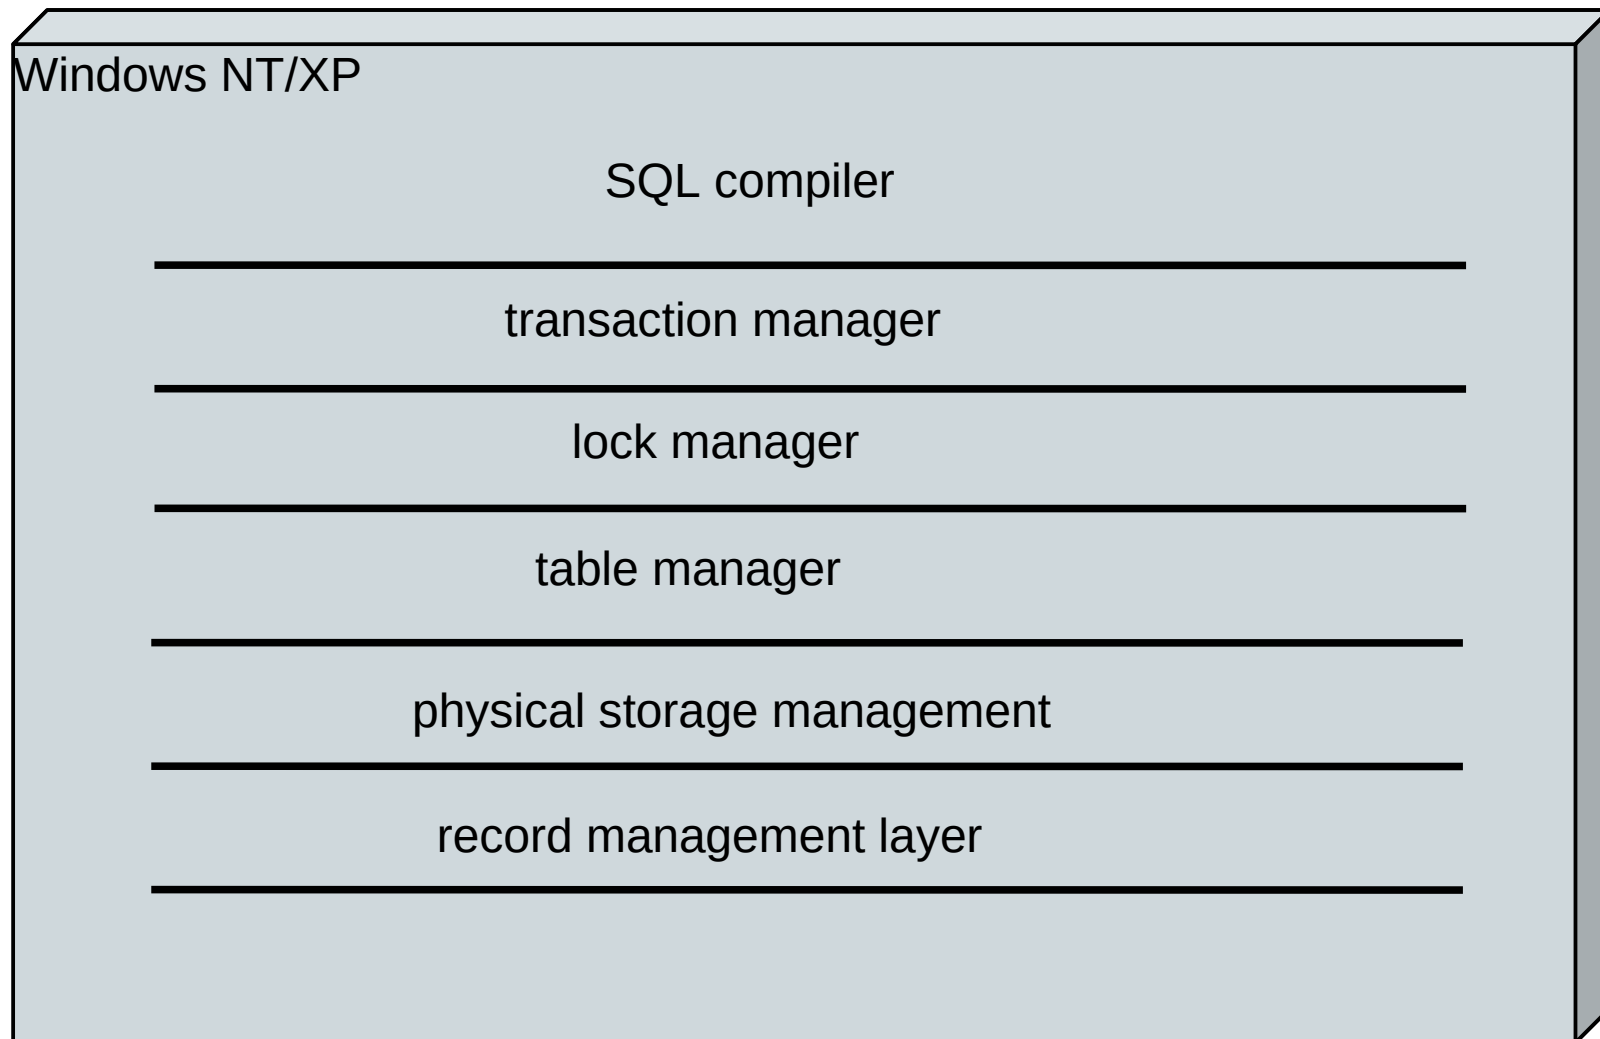 Windows NT/XP
SQL compiler
transaction manager
lock manager
table manager
physical storage management
record management layer